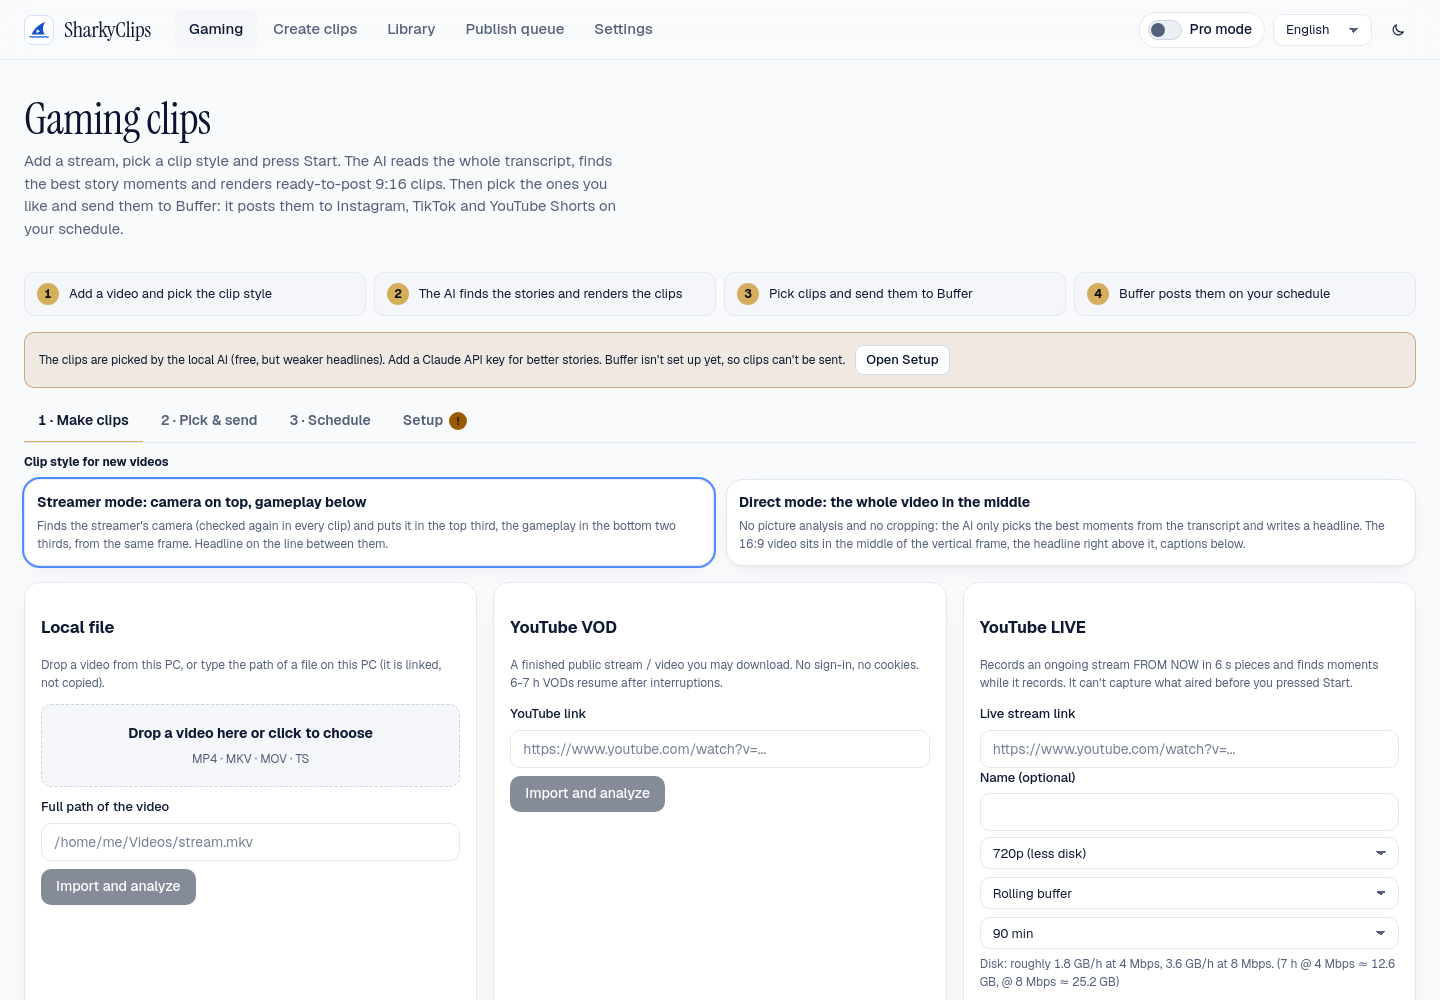 SharkyClips
Gaming
Create clips
Library
Publish queue
Settings
Pro mode
English
Gaming clips
Add a stream, pick a clip style and press Start. The AI reads the whole transcript, finds
the best story moments and renders ready-to-post 9:16 clips. Then pick the ones you
like and send them to Buffer: it posts them to Instagram, TikTok and YouTube Shorts on
your schedule.
1 Add a video and pick the clip style
2 The AI finds the stories and renders the clips
3 Pick clips and send them to Buffer
4 Buffer posts them on your schedule
The clips are picked by the local AI (free, but weaker headlines). Add a Claude API key for better stories. Buffer isn't set up yet, so clips can't be sent.
Open Setup
1 · Make clips
2 · Pick & send
3 · Schedule
Setup !
Clip style for new videos
Streamer mode: camera on top, gameplay below
Finds the streamer's camera (checked again in every clip) and puts it in the top third, the gameplay in the bottom two
thirds, from the same frame. Headline on the line between them.
Direct mode: the whole video in the middle
No picture analysis and no cropping: the AI only picks the best moments from the transcript and writes a headline. The
16:9 video sits in the middle of the vertical frame, the headline right above it, captions below.
Local file
Drop a video from this PC, or type the path of a file on this PC (it is linked,
not copied).
Drop a video here or click to choose
MP4 · MKV · MOV · TS
Full path of the video
/home/me/Videos/stream.mkv
Import and analyze
YouTube VOD
A finished public stream / video you may download. No sign-in, no cookies.
6-7 h VODs resume after interruptions.
YouTube link
https://www.youtube.com/watch?v=...
Import and analyze
YouTube LIVE
Records an ongoing stream FROM NOW in 6 s pieces and finds moments
while it records. It can't capture what aired before you pressed Start.
Live stream link
https://www.youtube.com/watch?v=...
Name (optional)
720p (less disk)
Rolling buffer
90 min
Disk: roughly 1.8 GB/h at 4 Mbps, 3.6 GB/h at 8 Mbps. (7 h @ 4 Mbps ≈ 12.6
GB, @ 8 Mbps ≈ 25.2 GB)